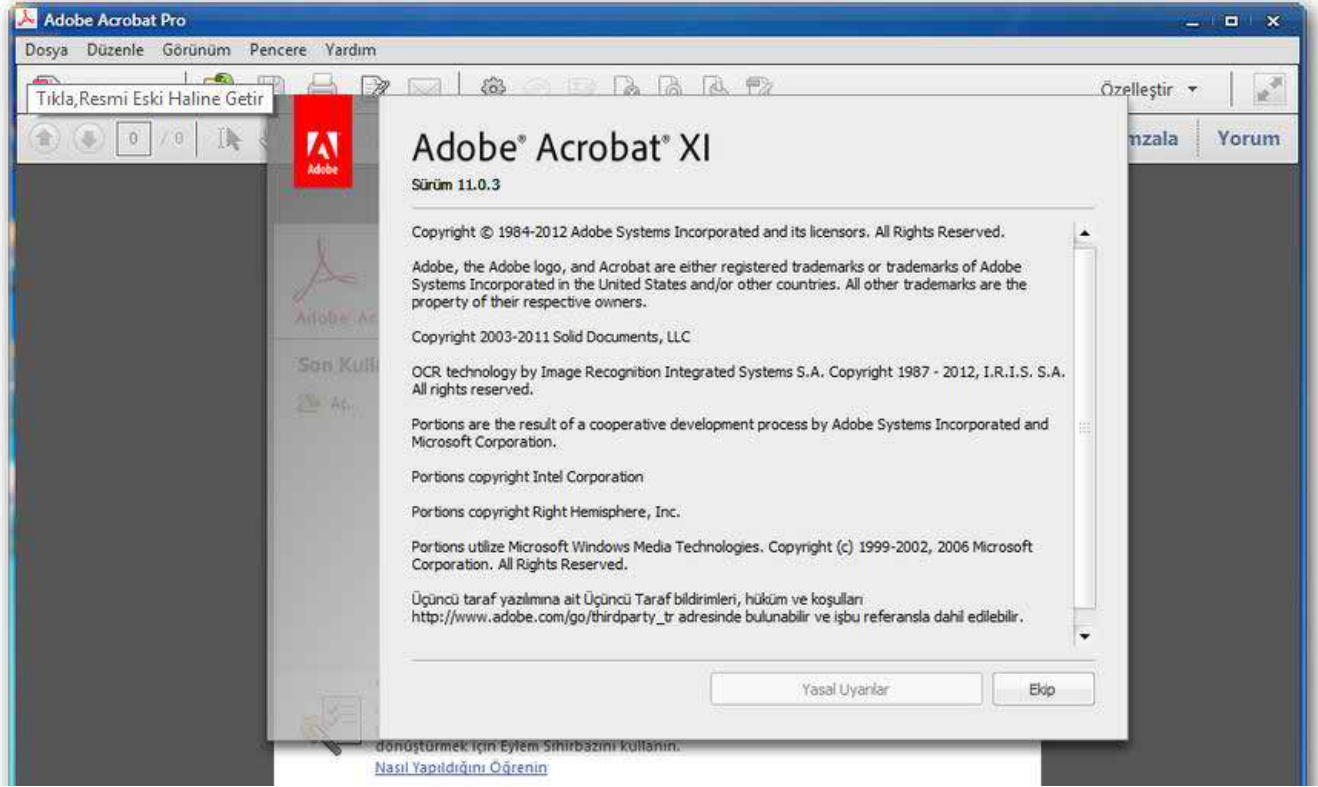 Adobe Acrobat Pro
Dosya Düzenle Görünüm Pencere Yardım
Tıkla,Resmi Eski Haline Getir
Özelleştir
0 / 0
mzala Yorum
Adobe
Adobe® Acrobat® XI
Sürüm 11.0.3
Copyright © 1984-2012 Adobe Systems Incorporated and its licensors. All Rights Reserved.
Adobe, the Adobe logo, and Acrobat are either registered trademarks or trademarks of Adobe
Systems Incorporated in the United States and/or other countries. All other trademarks are the
property of their respective owners.
Copyright 2003-2011 Solid Documents, LLC
OCR technology by Image Recognition Integrated Systems S.A. Copyright 1987 - 2012, I.R.I.S. S.A.
All rights reserved.
Portions are the result of a cooperative development process by Adobe Systems Incorporated and
Microsoft Corporation.
Portions copyright Intel Corporation
Portions copyright Right Hemisphere, Inc.
Portions utilize Microsoft Windows Media Technologies. Copyright (c) 1999-2002, 2006 Microsoft
Corporation. All Rights Reserved.
Üçüncü taraf yazılımına ait Üçüncü Taraf bildirimleri, hüküm ve koşulları
http://www.adobe.com/go/thirdparty_tr adresinde bulunabilir ve işbu referansla dahil edilebilir.
Adobe Ac
Son Kulla
Aç...
Yasal Uyarılar
Ekip
dönüştürmek için Eylem Sihirbazını kullanın.
Nasıl Yapıldığını Öğrenin